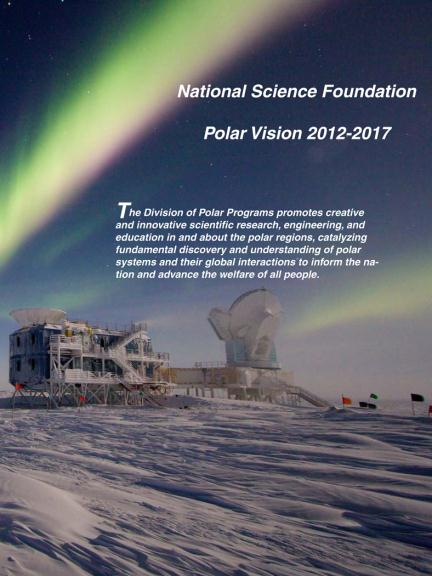 National Science Foundation
Polar Vision 2012-2017
The Division of Polar Programs promotes creative
and innovative scientific research, engineering, and
education in and about the polar regions, catalyzing
fundamental discovery and understanding of polar
systems and their global interactions to inform the na-
tion and advance the welfare of all people.